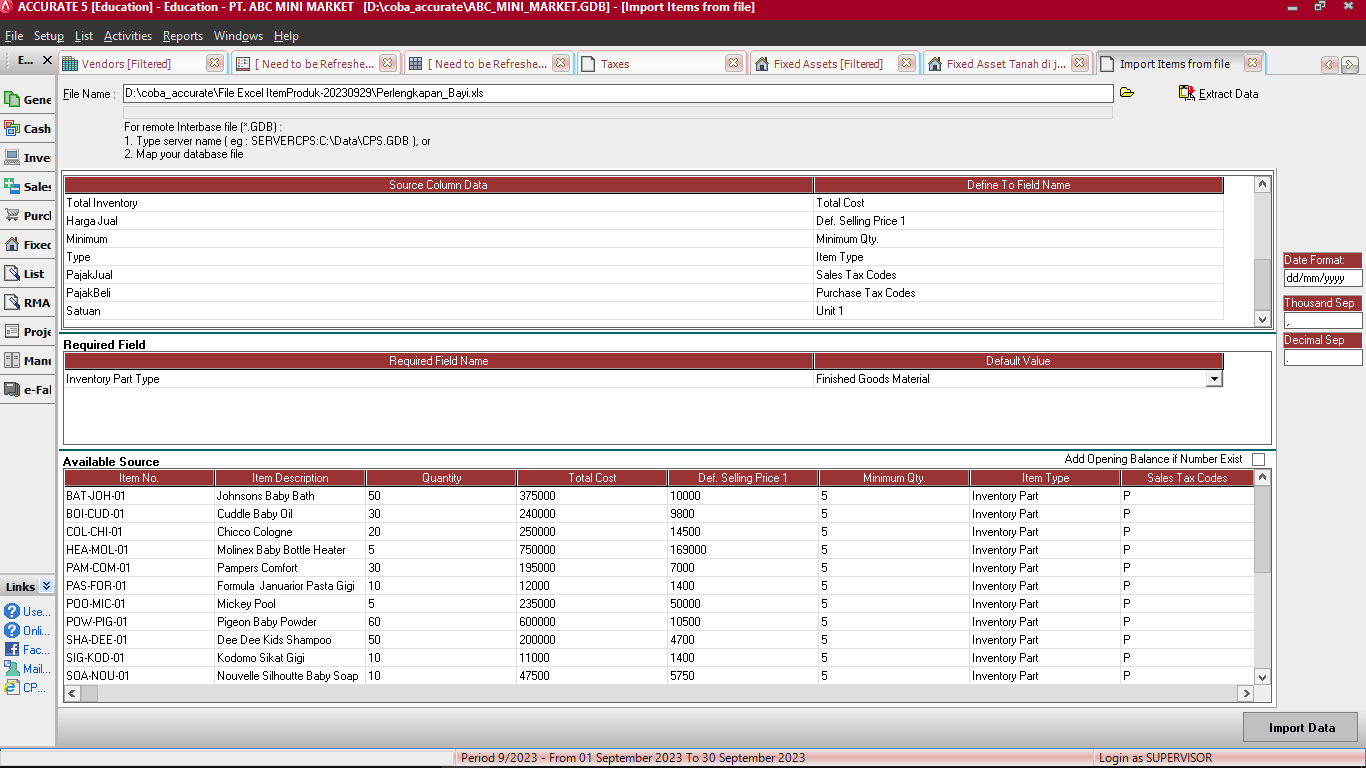 ACCURATE 5 [Education] - Education - PT. ABC MINI MARKET [D:\coba_accurate\ABC_MINI_MARKET.GDB] - [Import Items from file]
File Setup List Activities Reports Windows Help
E... Vendors [Filtered] [ Need to be Refreshe... [ Need to be Refreshe... Taxes Fixed Assets [Filtered] Fixed Asset Tanah di j... Import Items from file
File Name : D:\coba_accurate\File Excel ItemProduk-20230929\Perlengkapan_Bayi.xls Extract Data
For remote Interbase file (*.GDB) :
1. Type server name ( eg : SERVERCPS:C:\Data\CPS.GDB ), or
2. Map your database file
Gene
Cash
Inve
Sales
Purcl
Fixec
List
RMA
Proje
Manu
e-Fal
Links
Use...
Onli...
Fac...
Mail...
CP...
Source Column Data Define To Field Name
Total Inventory Total Cost
Harga Jual Def. Selling Price 1
Minimum Minimum Qty.
Type Item Type
PajakJual Sales Tax Codes
PajakBeli Purchase Tax Codes
Satuan Unit 1
Date Format:
dd/mm/yyyy
Thousand Sep
,
Decimal Sep
.
Required Field
Required Field Name Default Value
Inventory Part Type Finished Goods Material
Available Source Add Opening Balance if Number Exist
Item No. Item Description Quantity Total Cost Def. Selling Price 1 Minimum Qty. Item Type Sales Tax Codes
BAT-JOH-01 Johnsons Baby Bath 50 375000 10000 5 Inventory Part P
BOI-CUD-01 Cuddle Baby Oil 30 240000 9800 5 Inventory Part P
COL-CHI-01 Chicco Cologne 20 250000 14500 5 Inventory Part P
HEA-MOL-01 Molinex Baby Bottle Heater 5 750000 169000 5 Inventory Part P
PAM-COM-01 Pampers Comfort 30 195000 7000 5 Inventory Part P
PAS-FOR-01 Formula Januarior Pasta Gigi 10 12000 1400 5 Inventory Part P
POO-MIC-01 Mickey Pool 5 235000 50000 5 Inventory Part P
POW-PIG-01 Pigeon Baby Powder 60 600000 10500 5 Inventory Part P
SHA-DEE-01 Dee Dee Kids Shampoo 50 200000 4700 5 Inventory Part P
SIG-KOD-01 Kodomo Sikat Gigi 10 11000 1400 5 Inventory Part P
SOA-NOU-01 Nouvelle Silhoutte Baby Soap 10 47500 5750 5 Inventory Part P
Import Data
Period 9/2023 - From 01 September 2023 To 30 September 2023 Login as SUPERVISOR